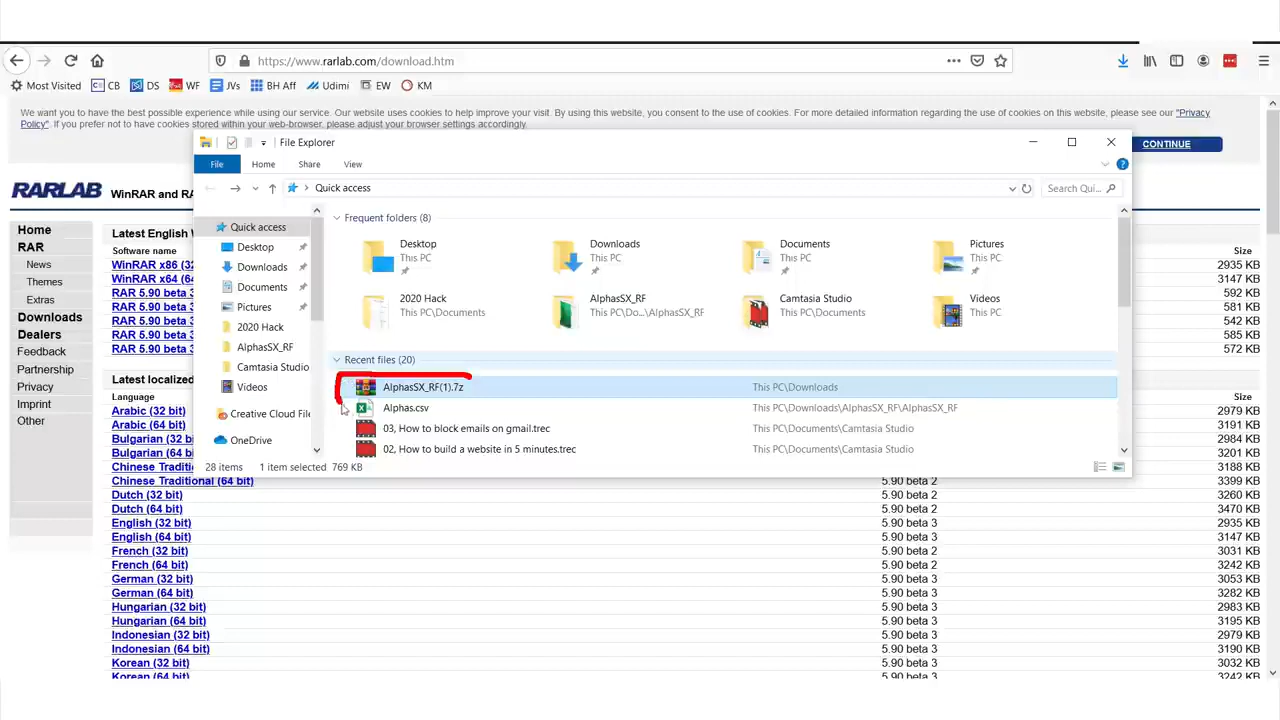 https://www.rarlab.com/download.htm
Most Visited CB DS WF JVs BH Aff Udimi EW KM
We want you to have the best possible experience while using our service. Our website uses cookies to help improve your visit. By using this website, you consent to the use of cookies. For more detailed information regarding the use of cookies on this website, please see our "Privacy
Policy". If you prefer not to have cookies stored within your web-browser, please adjust your browser settings accordingly.
CONTINUE
File Explorer
File Home Share View
Quick access
Search Qui...
RARLAB WinRAR and RA
Home
RAR
News
Themes
Extras
Downloads
Dealers
Feedback
Partnership
Privacy
Imprint
Other
Quick access
Desktop
Downloads
Documents
Pictures
2020 Hack
AlphasSX_RF
Camtasia Studio
Videos
Creative Cloud File
OneDrive
Frequent folders (8)
Desktop
This PC
Downloads
This PC
Documents
This PC
Pictures
This PC
2020 Hack
This PC\Documents
AlphasSX_RF
This PC\Do...\AlphasSX_RF
Camtasia Studio
This PC\Documents
Videos
This PC
Recent files (20)
AlphasSX_RF(1).7z This PC\Downloads
Alphas.csv This PC\Downloads\AlphasSX_RF\AlphasSX_RF
03, How to block emails on gmail.trec This PC\Documents\Camtasia Studio
02, How to build a website in 5 minutes.trec This PC\Documents\Camtasia Studio
28 items 1 item selected 769 KB
Latest English W
Software name Size
WinRAR x86 (32 2935 KB
WinRAR x64 (64 3147 KB
RAR 5.90 beta 3 592 KB
RAR 5.90 beta 3 581 KB
RAR 5.90 beta 3 542 KB
RAR 5.90 beta 3 585 KB
RAR 5.90 beta 3 572 KB
Latest localized
Language Size
Arabic (32 bit) 2979 KB
Arabic (64 bit) 3191 KB
Bulgarian (32 b 2984 KB
Bulgarian (64 b 3201 KB
Chinese Traditi 3188 KB
Chinese Traditional (64 bit) 5.90 beta 2 3399 KB
Dutch (32 bit) 5.90 beta 2 3260 KB
Dutch (64 bit) 5.90 beta 2 3470 KB
English (32 bit) 5.90 beta 3 2935 KB
English (64 bit) 5.90 beta 3 3147 KB
French (32 bit) 5.90 beta 2 3031 KB
French (64 bit) 5.90 beta 2 3242 KB
German (32 bit) 5.90 beta 3 3053 KB
German (64 bit) 5.90 beta 3 3282 KB
Hungarian (32 bit) 5.90 beta 3 2983 KB
Hungarian (64 bit) 5.90 beta 3 3195 KB
Indonesian (32 bit) 5.90 beta 3 2979 KB
Indonesian (64 bit) 5.90 beta 3 3190 KB
Korean (32 bit) 5.90 beta 3 3032 KB
Korean (64 bit) 5.90 beta 3 3242 KB